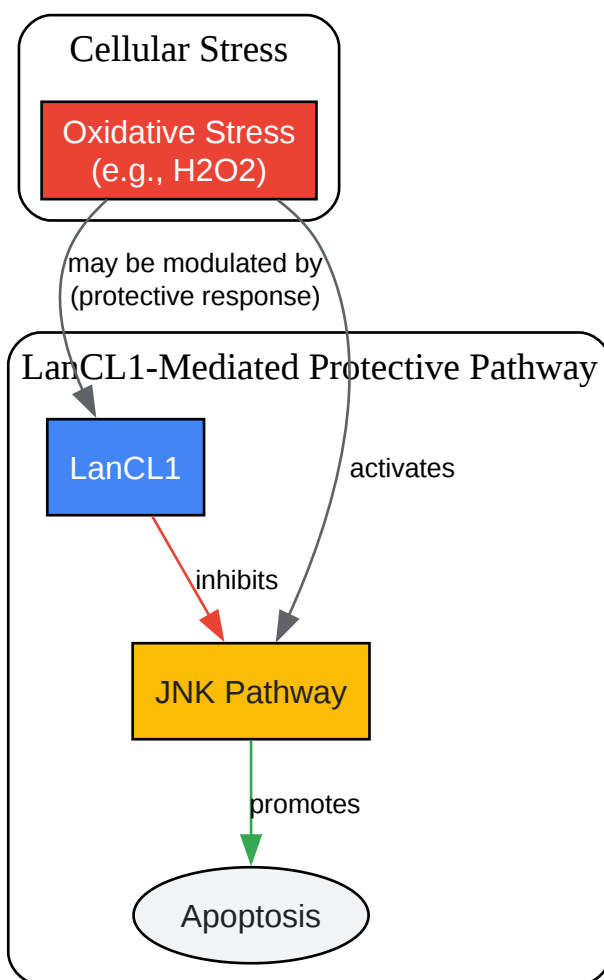 Cellular Stress
Oxidative Stress
(e.g., H2O2)
may be modulated by
(protective response)
LanCL1-Mediated Protective Pathway
LanCL1
activates
inhibits
JNK Pathway
promotes
Apoptosis